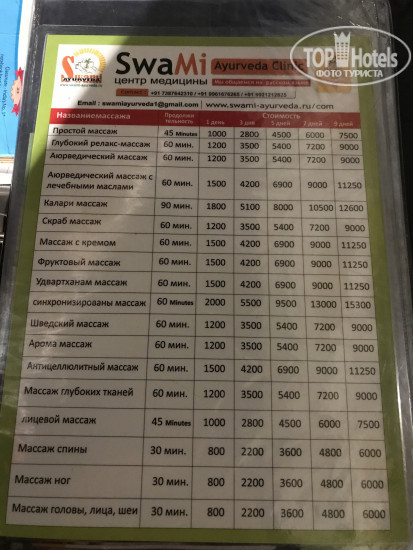 SwaMi Ayurveda Clinic
TOP Hotels
ФОТО ТУРИСТА
AYURVEDA
центр медицины Мы общаемся на русском языке
Email : swamiayurveda1@gmail.com www.swami-ayurveda.ru/com
Названиемассажа Продолжи тельность Стоимость
1 день 3 дня 5 дней 7 дней 9 дней
Простой массаж 45 Minutes 1000 2800 4500 6000 7500
Глубокий релакс-массаж 60 мин. 1200 3500 5400 7200 9000
Аюрведический массаж 60 мин. 1200 3500 5400 7200 9000
Аюрведический массаж с
лечебными маслами 60 мин. 1500 4200 6900 9000 11250
Калари массаж 90 мин. 1800 5100 8000 10500 12600
Скраб массаж 60 мин. 1200 3500 5400 7200 9000
Массаж с кремом 60 мин. 1500 4200 6900 9000 11250
Фруктовый массаж 60 мин. 1500 4200 6900 9000 11250
Удвартханам массаж 60 мин. 1500 4200 6900 9000 11250
синхронизированы массаж 60 Minutes 2000 5500 9500 13000 15300
Шведский массаж 60 мин. 1200 3500 5400 7200 9000
Арома массаж 60 мин. 1200 3500 5400 7200 9000
Антицеллюлитный массаж 60 мин. 1500 4200 6900 9000 11250
Массаж глубоких тканей 60 мин. 1200 3500 5400 7200 9000
лицевой массаж 45 Minutes 1000 2800 4500 6000 7500
Массаж спины 30 мин. 800 2200 3600 4800 6000
Массаж ног 30 мин. 800 2200 3600 4800 6000
Массаж головы, лица, шеи 30 мин. 800 2200 3600 4800 6000